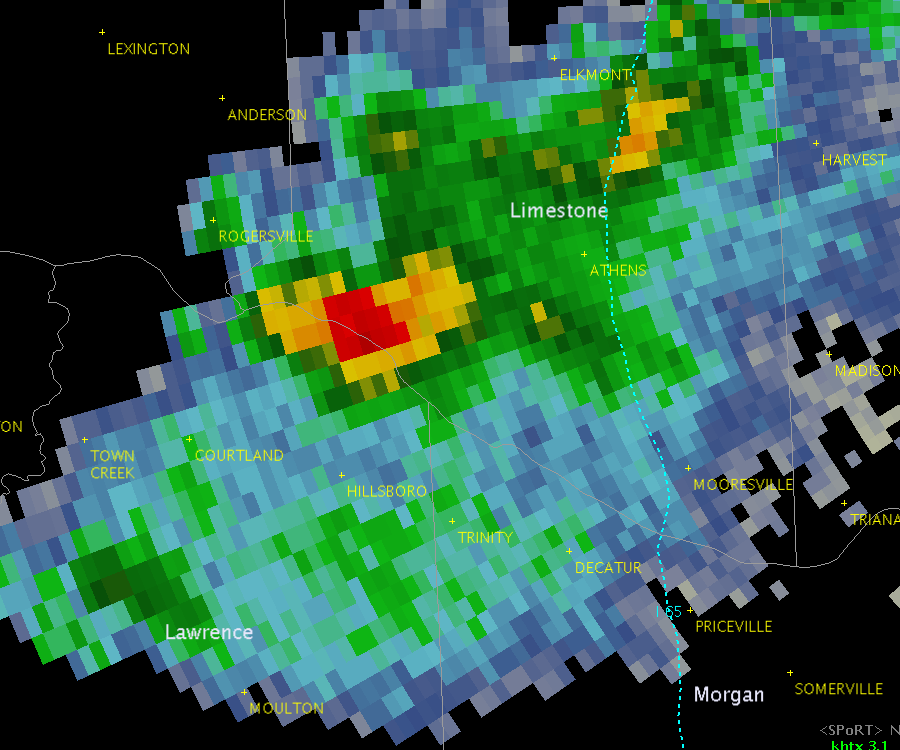 LEXINGTON
ELKMONT
ANDERSON
HARVEST
Limestone
ROGERSVILLE
ATHENS
MADISON
ON
TOWN
CREEK
COURTLAND
HILLSBORO
MOORESVILLE
TRIANA
TRINITY
DECATUR
I-65
PRICEVILLE
Lawrence
SOMERVILLE
Morgan
MOULTON
<SPoRT> N
khtx 3.1